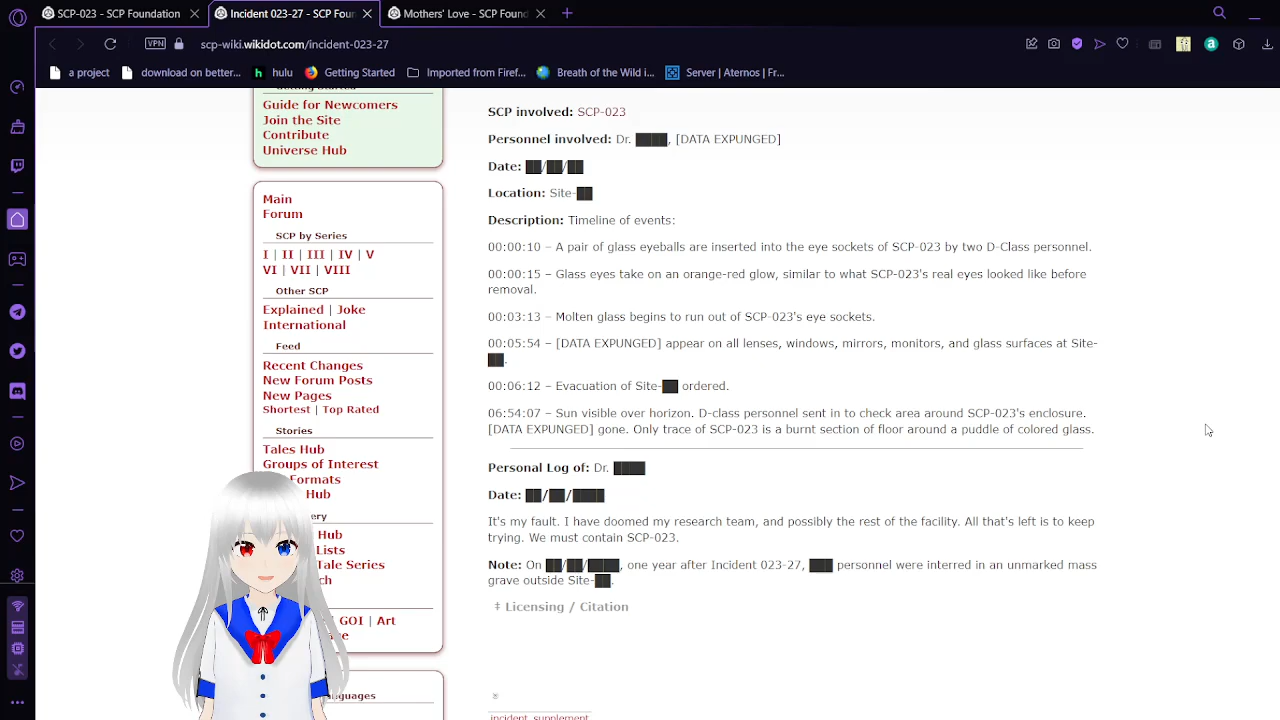 SCP-023 - SCP Foundation
Incident 023-27 - SCP Foun
Mothers' Love - SCP Found
VPN
scp-wiki.wikidot.com/incident-023-27
a project
download on better...
hulu
Getting Started
Imported from Firef...
Breath of the Wild i...
Server | Aternos | Fr...
Getting Started
Guide for Newcomers
Join the Site
Contribute
Universe Hub
Main
Forum
SCP by Series
I | II | III | IV | V
VI | VII | VIII
Other SCP
Explained | Joke
International
Feed
Recent Changes
New Forum Posts
New Pages
Shortest | Top Rated
Stories
Tales Hub
Groups of Interest
Formats
Hub
ery
Hub
Lists
Tale Series
ch
GOI | Art
nguages
SCP involved: SCP-023
Personnel involved: Dr. ████, [DATA EXPUNGED]
Date: ██/██/██
Location: Site-██
Description: Timeline of events:
00:00:10 – A pair of glass eyeballs are inserted into the eye sockets of SCP-023 by two D-Class personnel.
00:00:15 – Glass eyes take on an orange-red glow, similar to what SCP-023's real eyes looked like before
removal.
00:03:13 – Molten glass begins to run out of SCP-023's eye sockets.
00:05:54 – [DATA EXPUNGED] appear on all lenses, windows, mirrors, monitors, and glass surfaces at Site-
██.
00:06:12 – Evacuation of Site-██ ordered.
06:54:07 – Sun visible over horizon. D-class personnel sent in to check area around SCP-023's enclosure.
[DATA EXPUNGED] gone. Only trace of SCP-023 is a burnt section of floor around a puddle of colored glass.
Personal Log of: Dr. ████
Date: ██/██/████
It's my fault. I have doomed my research team, and possibly the rest of the facility. All that's left is to keep
trying. We must contain SCP-023.
Note: On ██/██/████, one year after Incident 023-27, ███ personnel were interred in an unmarked mass
grave outside Site-██.
‡ Licensing / Citation
incident supplement